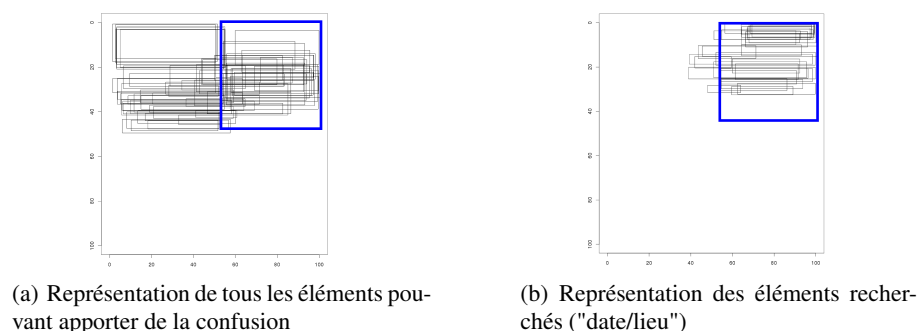 0
20
40
60
80
100
0 20 40 60 80 100
(a) Représentation de tous les éléments pou-
vant apporter de la confusion
0
20
40
60
80
100
0 20 40 60 80 100
(b) Représentation des éléments recher-
chés ("date/lieu")